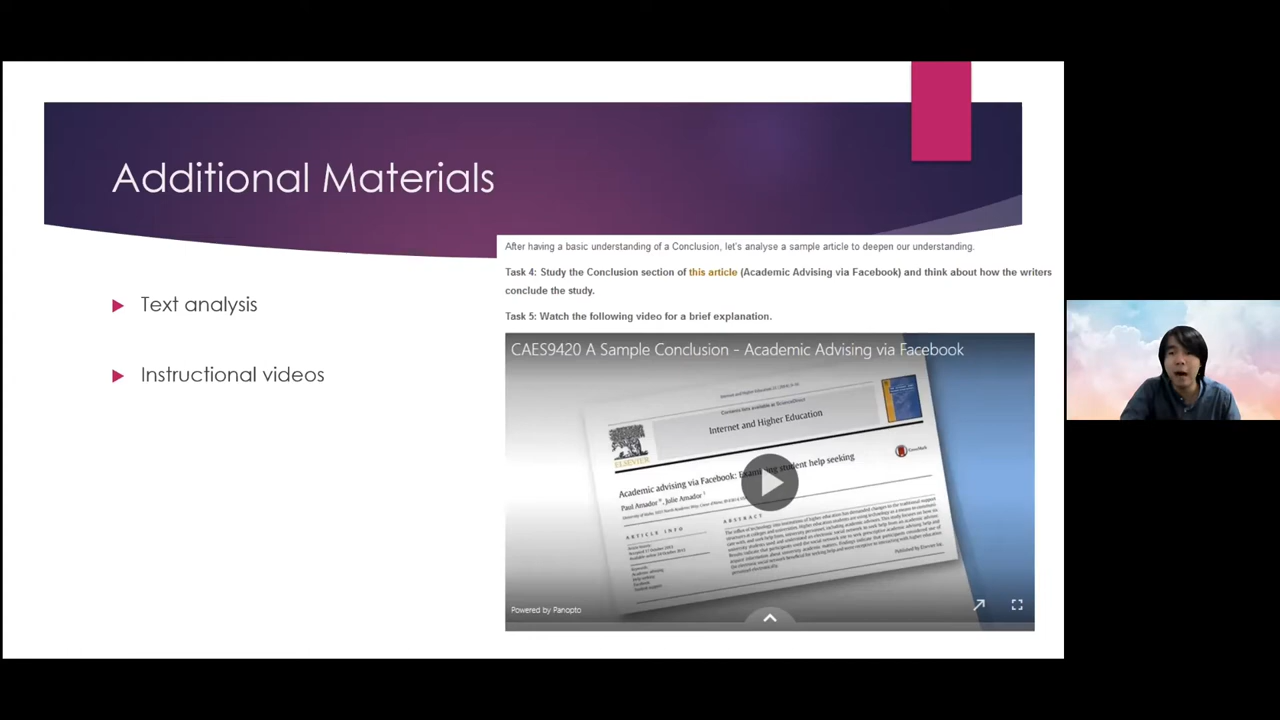 Additional Materials
Text analysis
Instructional videos
After having a basic understanding of a Conclusion, let's analyse a sample article to deepen our understanding.
Task 4: Study the Conclusion section of this article (Academic Advising via Facebook) and think about how the writers
conclude the study.
Task 5: Watch the following video for a brief explanation.
CAES9420 A Sample Conclusion - Academic Advising via Facebook
Internet and Higher Education
ELSEVIER
Academic advising via Facebook: Examining student help seeking
Paul Amador, Julie Amador
ARTICLE INFO
ABSTRACT
Powered by Panopto